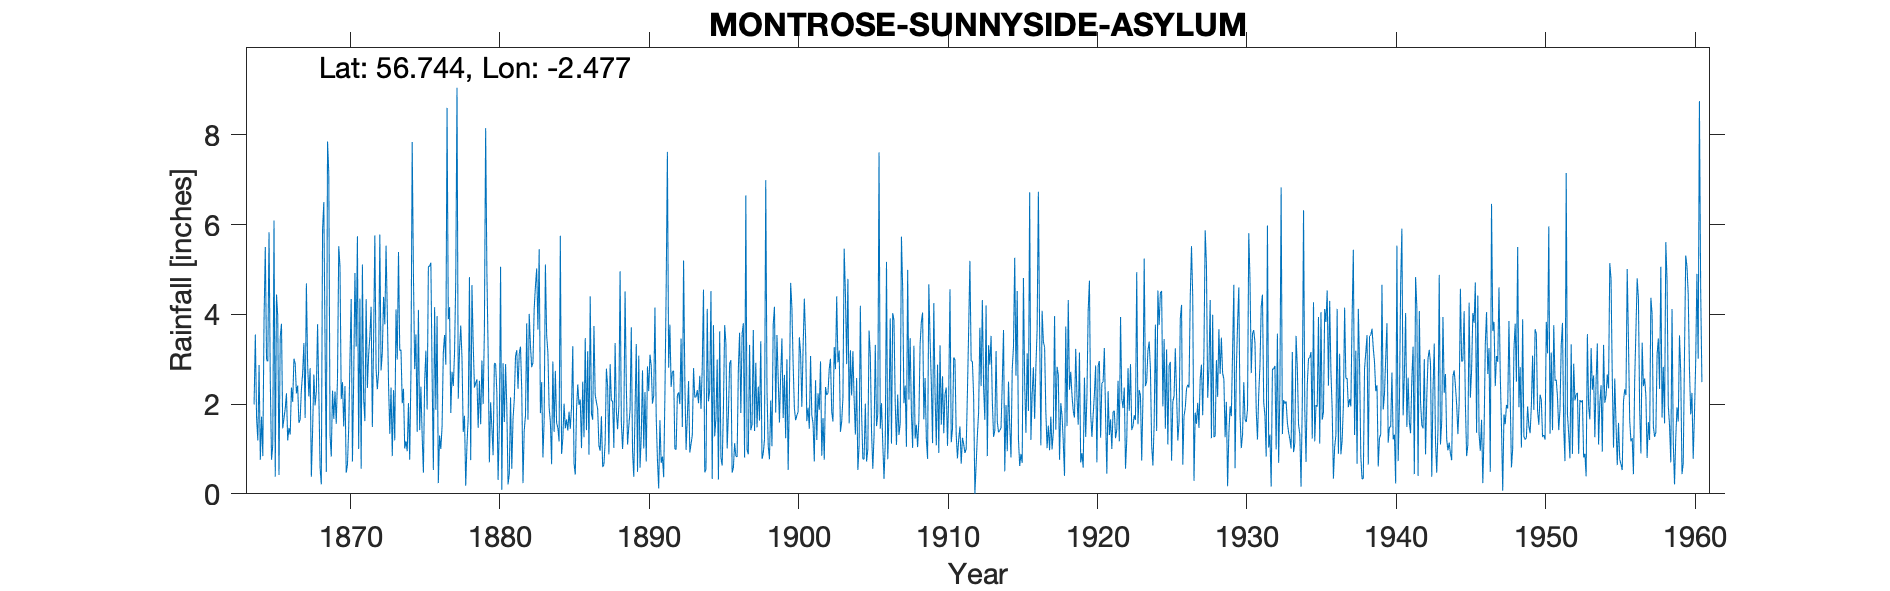 MONTROSE-SUNNYSIDE-ASYLUM
Lat: 56.744, Lon: -2.477
8
6
4
2
0
Rainfall [inches]
1870 1880 1890 1900 1910 1920 1930 1940 1950 1960
Year